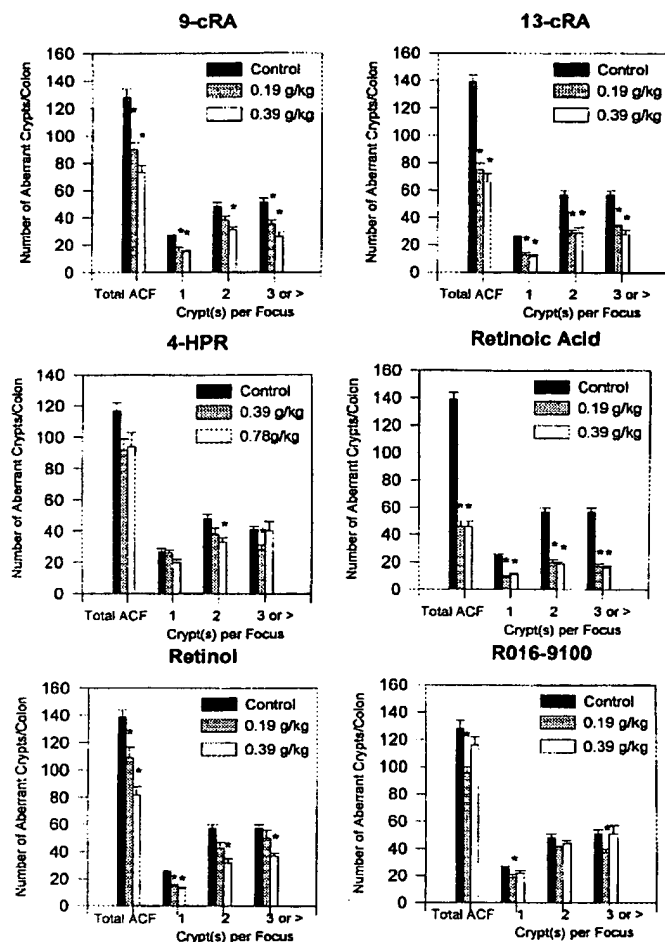 9-cRA
Number of Aberrant Crypts/Colon
140
120
100
80
60
40
20
0
Control
0.19 g/kg
0.39 g/kg
* * ** * * *
Total ACF 1 2 3 or >
Crypt(s) per Focus
13-cRA
Number of Aberrant Crypts/Colon
160
140
120
100
80
60
40
20
0
Control
0.19 g/kg
0.39 g/kg
* * * * * * * *
Total ACF 1 2 3 or >
Crypt(s) per Focus
4-HPR
Number of Aberrant Crypts/Colon
140
120
100
80
60
40
20
0
Control
0.39 g/kg
0.78g/kg
* *
Total ACF 1 2 3 or >
Crypt(s) per Focus
Retinoic Acid
Number of Aberrant Crypts/Colon
160
140
120
100
80
60
40
20
0
Control
0.19 g/kg
0.39 g/kg
** ** * * **
Total ACF 1 2 3 or >
Crypt(s) per Focus
Retinol
Number of Aberrant Crypts/Colon
160
140
120
100
80
60
40
20
0
Control
0.19 g/kg
0.39 g/kg
* * ** * *
Total ACF 1 2 3 or >
Crypt(s) per Focus
R016-9100
Number of Aberrant Crypts/Colon
160
140
120
100
80
60
40
20
0
Control
0.19 g/kg
0.39 g/kg
* * *
Total ACF 1 2 3 or >
Crypt(s) per Focus